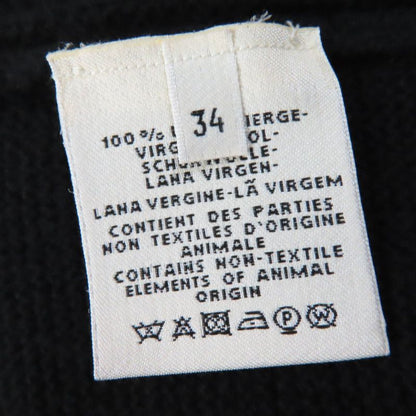 34
100 % ERGE-
VIRG OL-
SCHURWOLLE-
LANA VIRGEN-
LANA VERGINE-LÃ VIRGEM
CONTIENT DES PARTIES
NON TEXTILES D'ORIGINE
ANIMALE
CONTAINS NON-TEXTILE
ELEMENTS OF ANIMAL
ORIGIN
P W